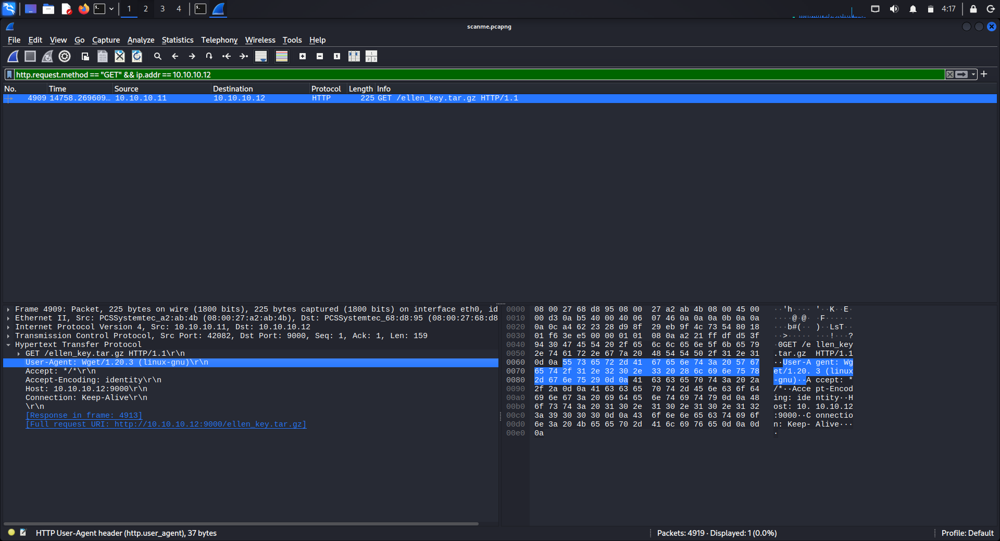 1 2 3 4 4:17
scanme.pcapng
File Edit View Go Capture Analyze Statistics Telephony Wireless Tools Help
http.request.method == "GET" && ip.addr == 10.10.10.12
No. Time Source Destination Protocol Length Info
4909 14758.269609… 10.10.10.11 10.10.10.12 HTTP 225 GET /ellen_key.tar.gz HTTP/1.1
Frame 4909: Packet, 225 bytes on wire (1800 bits), 225 bytes captured (1800 bits) on interface eth0, id
Ethernet II, Src: PCSSystemtec_a2:ab:4b (08:00:27:a2:ab:4b), Dst: PCSSystemtec_68:d8:95 (08:00:27:68:d8
Internet Protocol Version 4, Src: 10.10.10.11, Dst: 10.10.10.12
Transmission Control Protocol, Src Port: 42082, Dst Port: 9000, Seq: 1, Ack: 1, Len: 159
Hypertext Transfer Protocol
GET /ellen_key.tar.gz HTTP/1.1\r\n
User-Agent: Wget/1.20.3 (linux-gnu)\r\n
Accept: */*\r\n
Accept-Encoding: identity\r\n
Host: 10.10.10.12:9000\r\n
Connection: Keep-Alive\r\n
\r\n
[Response in frame: 4913]
[Full request URI: http://10.10.10.12:9000/ellen_key.tar.gz]
0000 08 00 27 68 d8 95 08 00 27 a2 ab 4b 08 00 45 00 ··'h···· '··K··E·
0010 00 d3 0a b5 40 00 40 06 07 46 0a 0a 0a 0b 0a 0a ····@·@· ·F······
0020 0a 0c a4 62 23 28 d9 8f 29 eb 9f 4c 73 54 80 18 ···b#(·· )··LsT··
0030 01 f6 3e e5 00 00 01 01 08 0a a2 21 ff df d5 3f ··>····· ···!···?
0040 94 30 47 45 54 20 2f 65 6c 6c 65 6e 5f 6b 65 79 ·0GET /e llen_key
0050 2e 74 61 72 2e 67 7a 20 48 54 54 50 2f 31 2e 31 .tar.gz HTTP/1.1
0060 0d 0a 55 73 65 72 2d 41 67 65 6e 74 3a 20 57 67 ··User-A gent: Wg
0070 65 74 2f 31 2e 32 30 2e 33 20 28 6c 69 6e 75 78 et/1.20. 3 (linux
0080 2d 67 6e 75 29 0d 0a 41 63 63 65 70 74 3a 20 2a -gnu)··A ccept: *
0090 2f 2a 0d 0a 41 63 63 65 70 74 2d 45 6e 63 6f 64 /*··Acce pt-Encod
00a0 69 6e 67 3a 20 69 64 65 6e 74 69 74 79 0d 0a 48 ing: ide ntity··H
00b0 6f 73 74 3a 20 31 30 2e 31 30 2e 31 30 2e 31 32 ost: 10. 10.10.12
00c0 3a 39 30 30 30 0d 0a 43 6f 6e 6e 65 63 74 69 6f :9000··C onnectio
00d0 6e 3a 20 4b 65 65 70 2d 41 6c 69 76 65 0d 0a 0d n: Keep- Alive···
00e0 0a ·
HTTP User-Agent header (http.user_agent), 37 bytes Packets: 4919 · Displayed: 1 (0.0%) Profile: Default